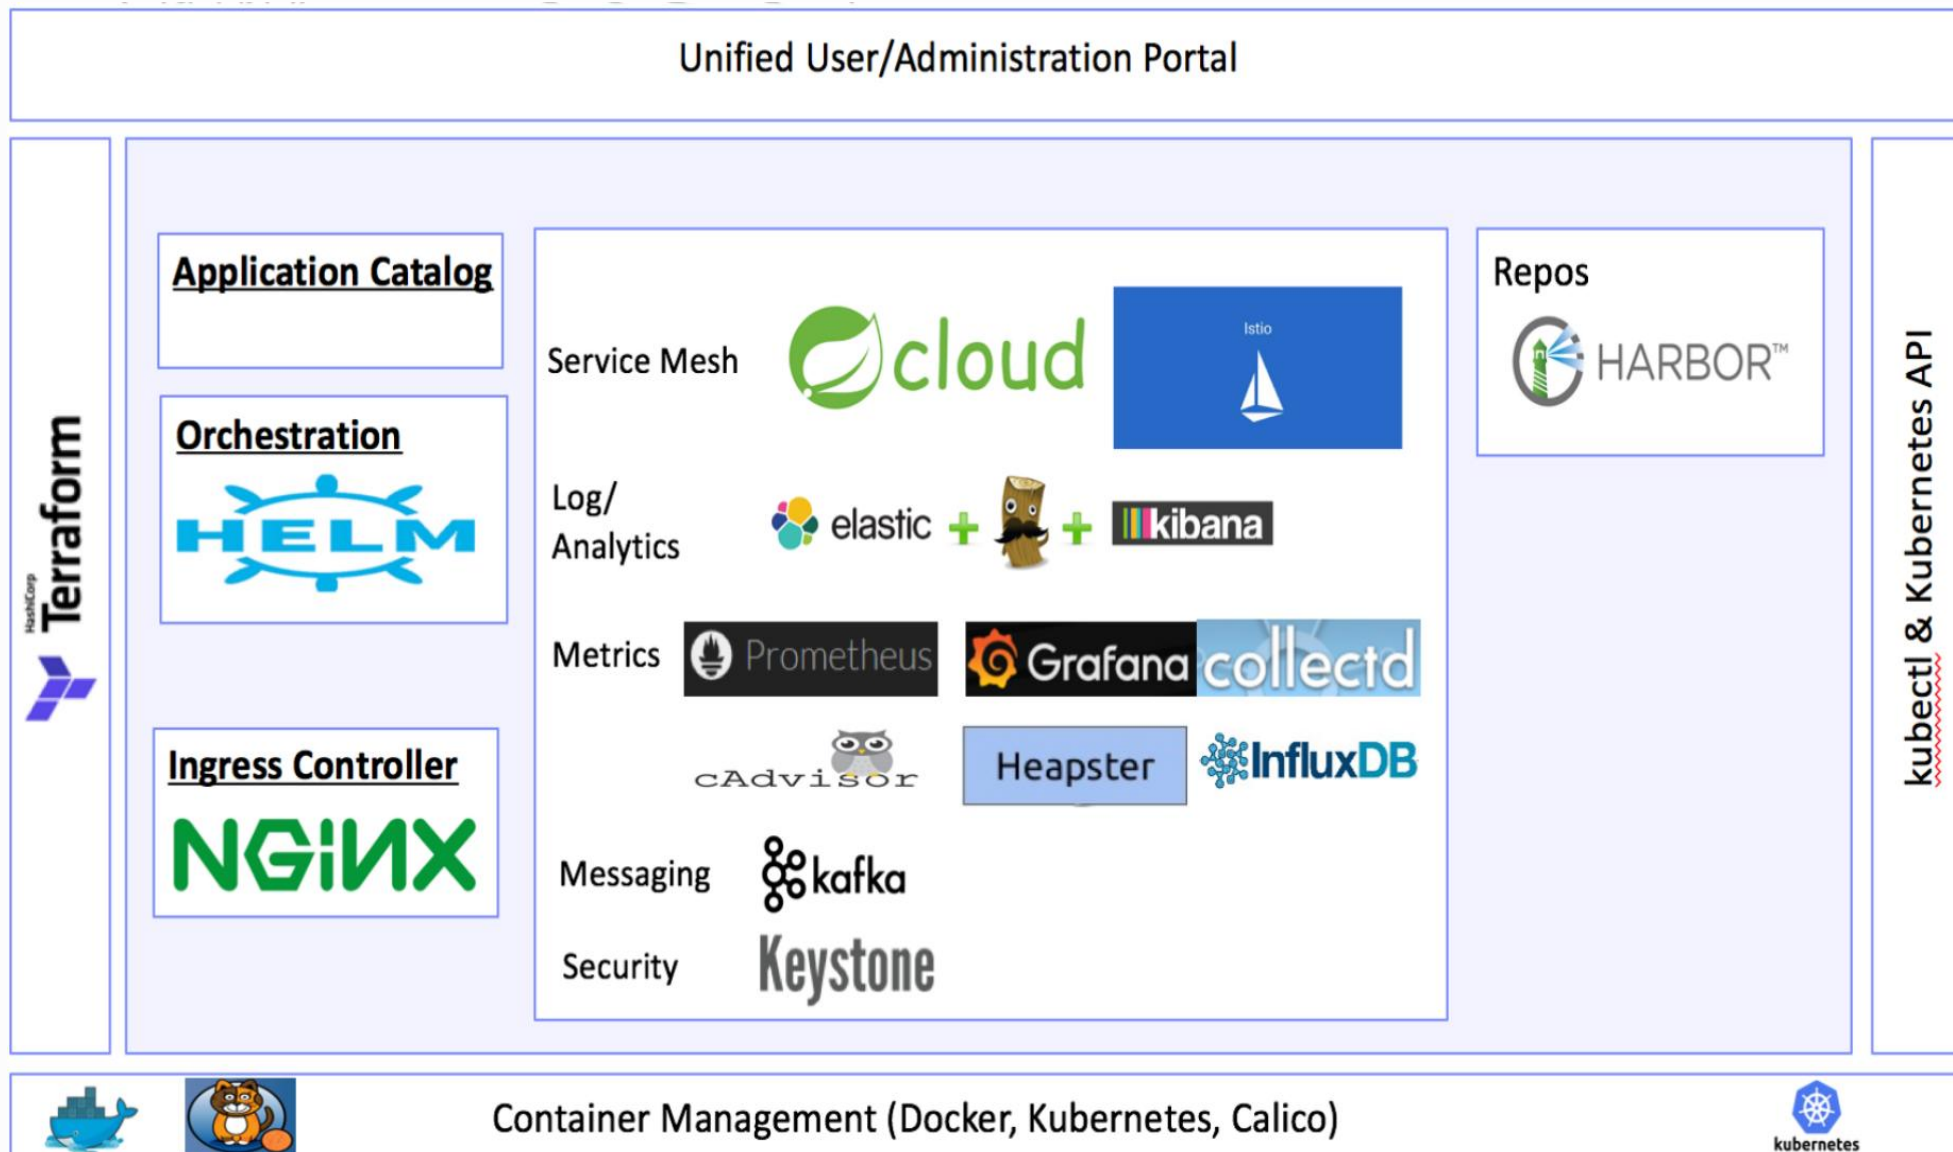 Unified User/Administration Portal
HashiCorp
Terraform
Application Catalog
Orchestration
HELM
Ingress Controller
NGINX
Service Mesh
cloud
Istio
Log/
Analytics
elastic
kibana
Metrics
Prometheus
Grafana
collectd
cAdvisor
Heapster
InfluxDB
Messaging
kafka
Security
Keystone
Repos
HARBOR™
kubectl & Kubernetes API
Container Management (Docker, Kubernetes, Calico)
kubernetes